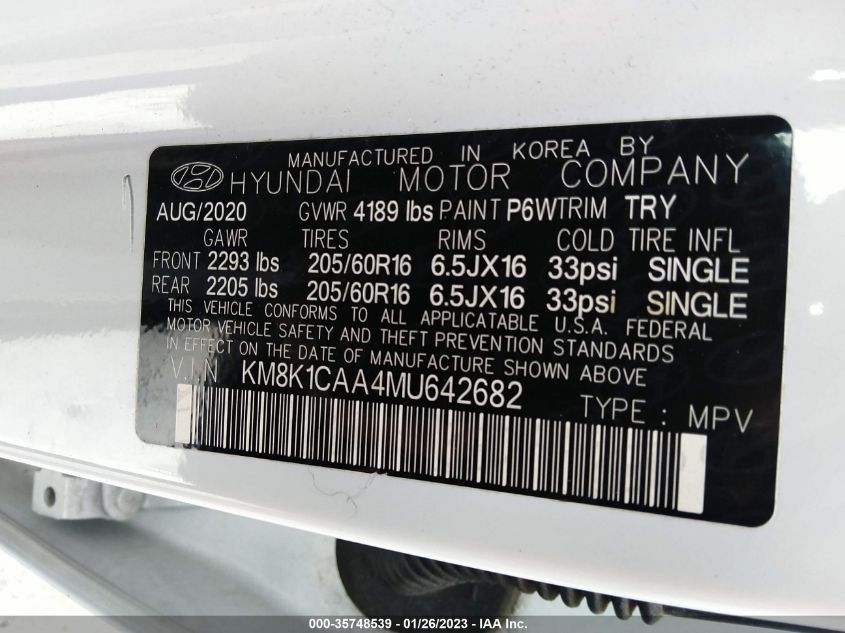 MANUFACTURED IN KOREA BY
HYUNDAI MOTOR COMPANY
AUG/2020 GVWR 4189 lbs PAINT P6W TRIM TRY
GAWR TIRES RIMS COLD TIRE INFL
FRONT 2293 lbs 205/60R16 6.5JX16 33psi SINGLE
REAR 2205 lbs 205/60R16 6.5JX16 33psi SINGLE
THIS VEHICLE CONFORMS TO ALL APPLICATABLE U.S.A. FEDERAL
MOTOR VEHICLE SAFETY AND THEFT PREVENTION STANDARDS
IN EFFECT ON THE DATE OF MANUFACTURE SHOWN ABOVE
V.I.N KM8K1CAA4MU642682 TYPE : MPV
000-35748539 - 01/26/2023 - IAA Inc.